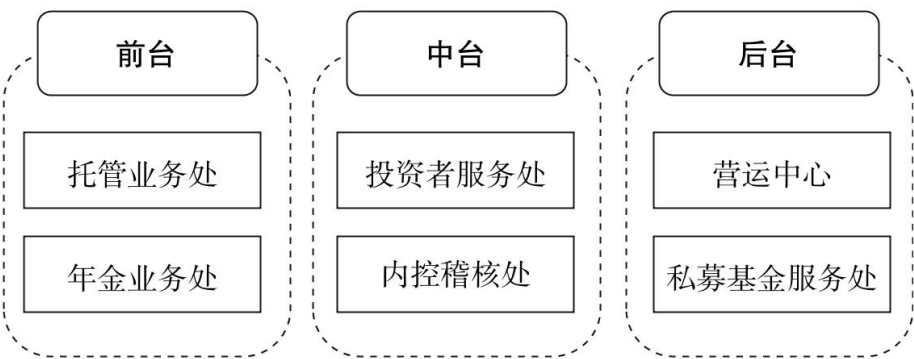 前台
托管业务处
年金业务处
中台
投资者服务处
内控稽核处
后台
营运中心
私募基金服务处